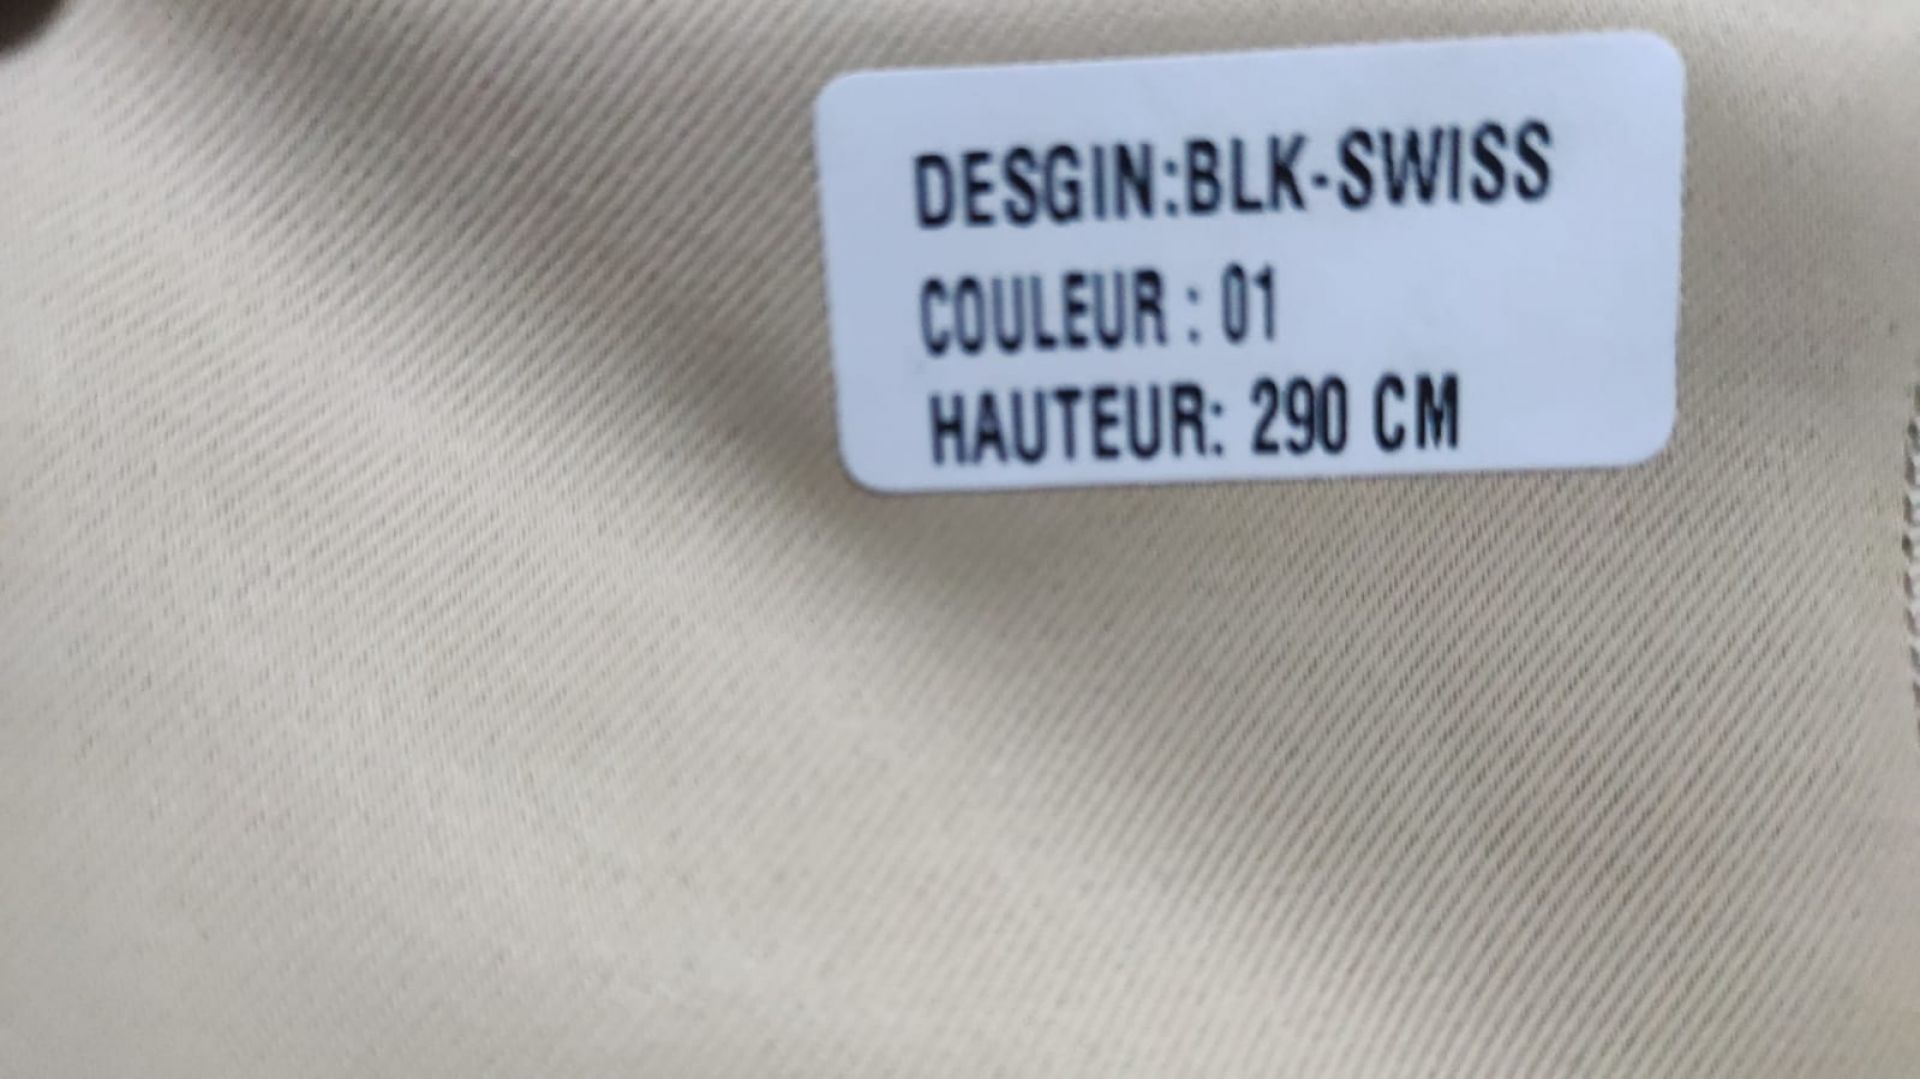 DESGIN:BLK-SWISS
COULEUR : 01
HAUTEUR: 290 CM